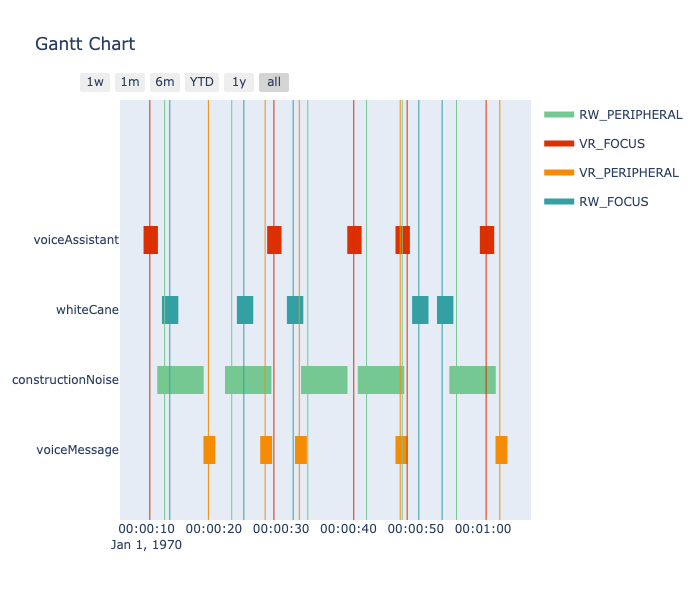 Gantt Chart
1w 1m 6m YTD 1y all
RW_PERIPHERAL
VR_FOCUS
VR_PERIPHERAL
RW_FOCUS
voiceAssistant
whiteCane
constructionNoise
voiceMessage
00:00:10 00:00:20 00:00:30 00:00:40 00:00:50 00:01:00
Jan 1, 1970